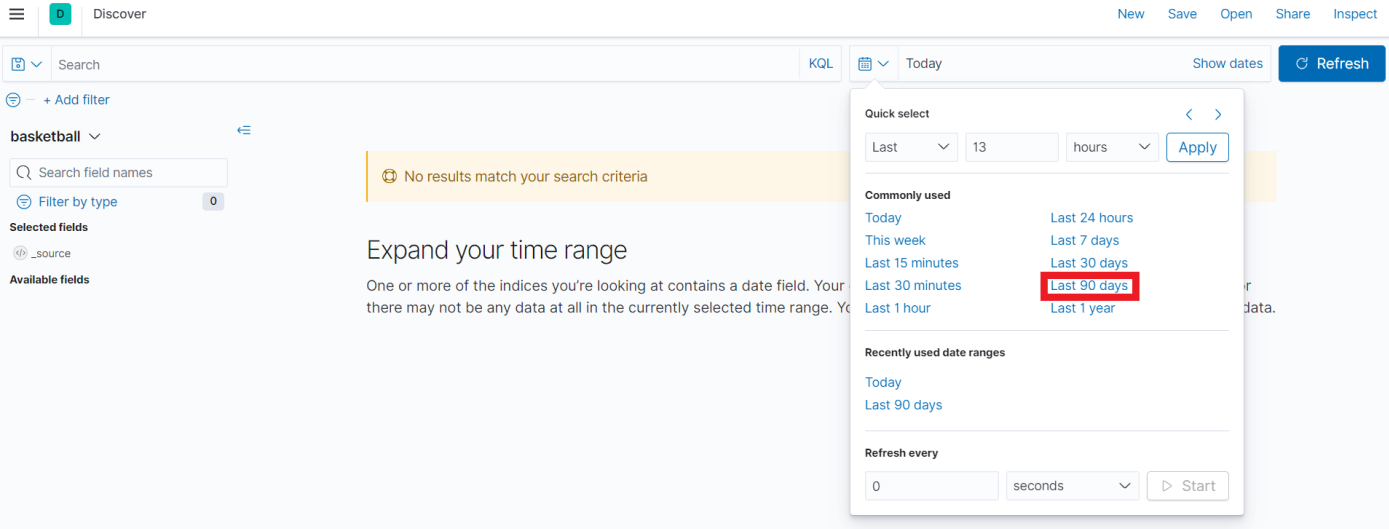 D Discover New Save Open Share Inspect
Search KQL Today Show dates Refresh
+ Add filter
basketball
Search field names
Filter by type 0
Selected fields
_source
Available fields
No results match your search criteria
Expand your time range
One or more of the indices you're looking at contains a date field. Your
there may not be any data at all in the currently selected time range. data.
Quick select
Last 13 hours Apply
Commonly used
Today Last 24 hours
This week Last 7 days
Last 15 minutes Last 30 days
Last 30 minutes Last 90 days
Last 1 hour Last 1 year
Recently used date ranges
Today
Last 90 days
Refresh every
0 seconds Start